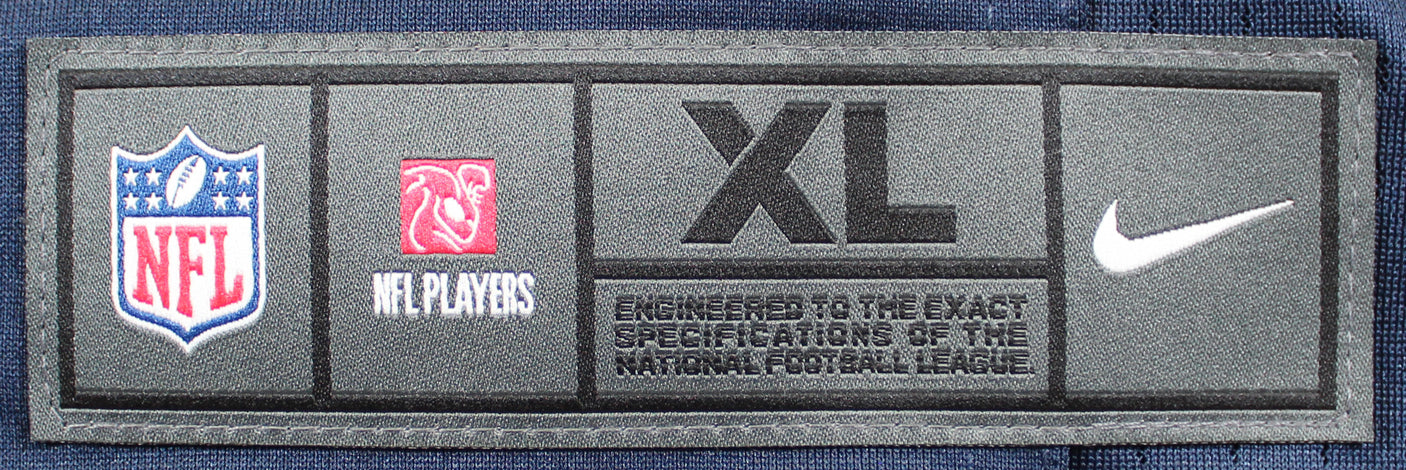 NFL
NFL PLAYERS
XL
ENGINEERED TO THE EXACT
SPECIFICATIONS OF THE
NATIONAL FOOTBALL LEAGUE.